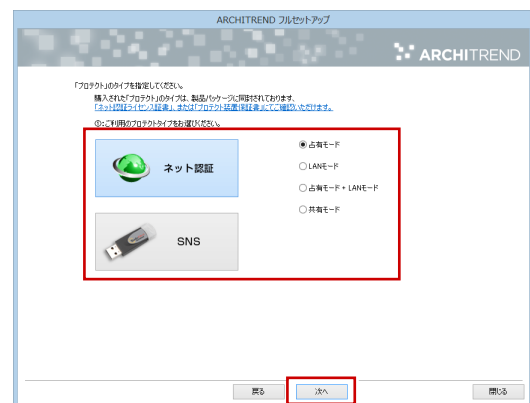 ARCHITREND フルセットアップ
ARCHITREND
「プロテクト」のタイプを指定してください。
購入された「プロテクト」のタイプは、製品パッケージに同封されております、
「ネット認証ライセンス証書」、または「プロテクト装置保証書」にてご確認いただけます。
①：ご利用のプロテクトタイプをお選びください。
ネット認証
占有モード
LANモード
占有モード + LANモード
共有モード
SNS
戻る
次へ
閉じる